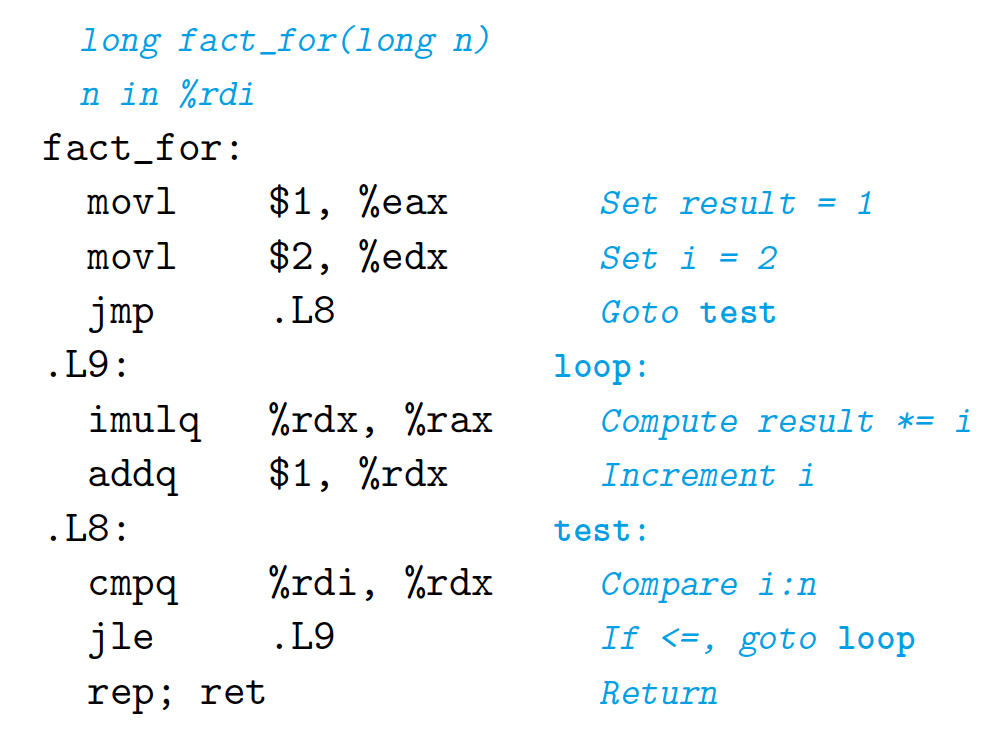 long fact_for(long n)
n in %rdi
fact_for:
movl $1, %eax Set result = 1
movl $2, %edx Set i = 2
jmp .L8 Goto test
.L9: loop:
imulq %rdx, %rax Compute result *= i
addq $1, %rdx Increment i
.L8: test:
cmpq %rdi, %rdx Compare i:n
jle .L9 If <=, goto loop
rep; ret Return